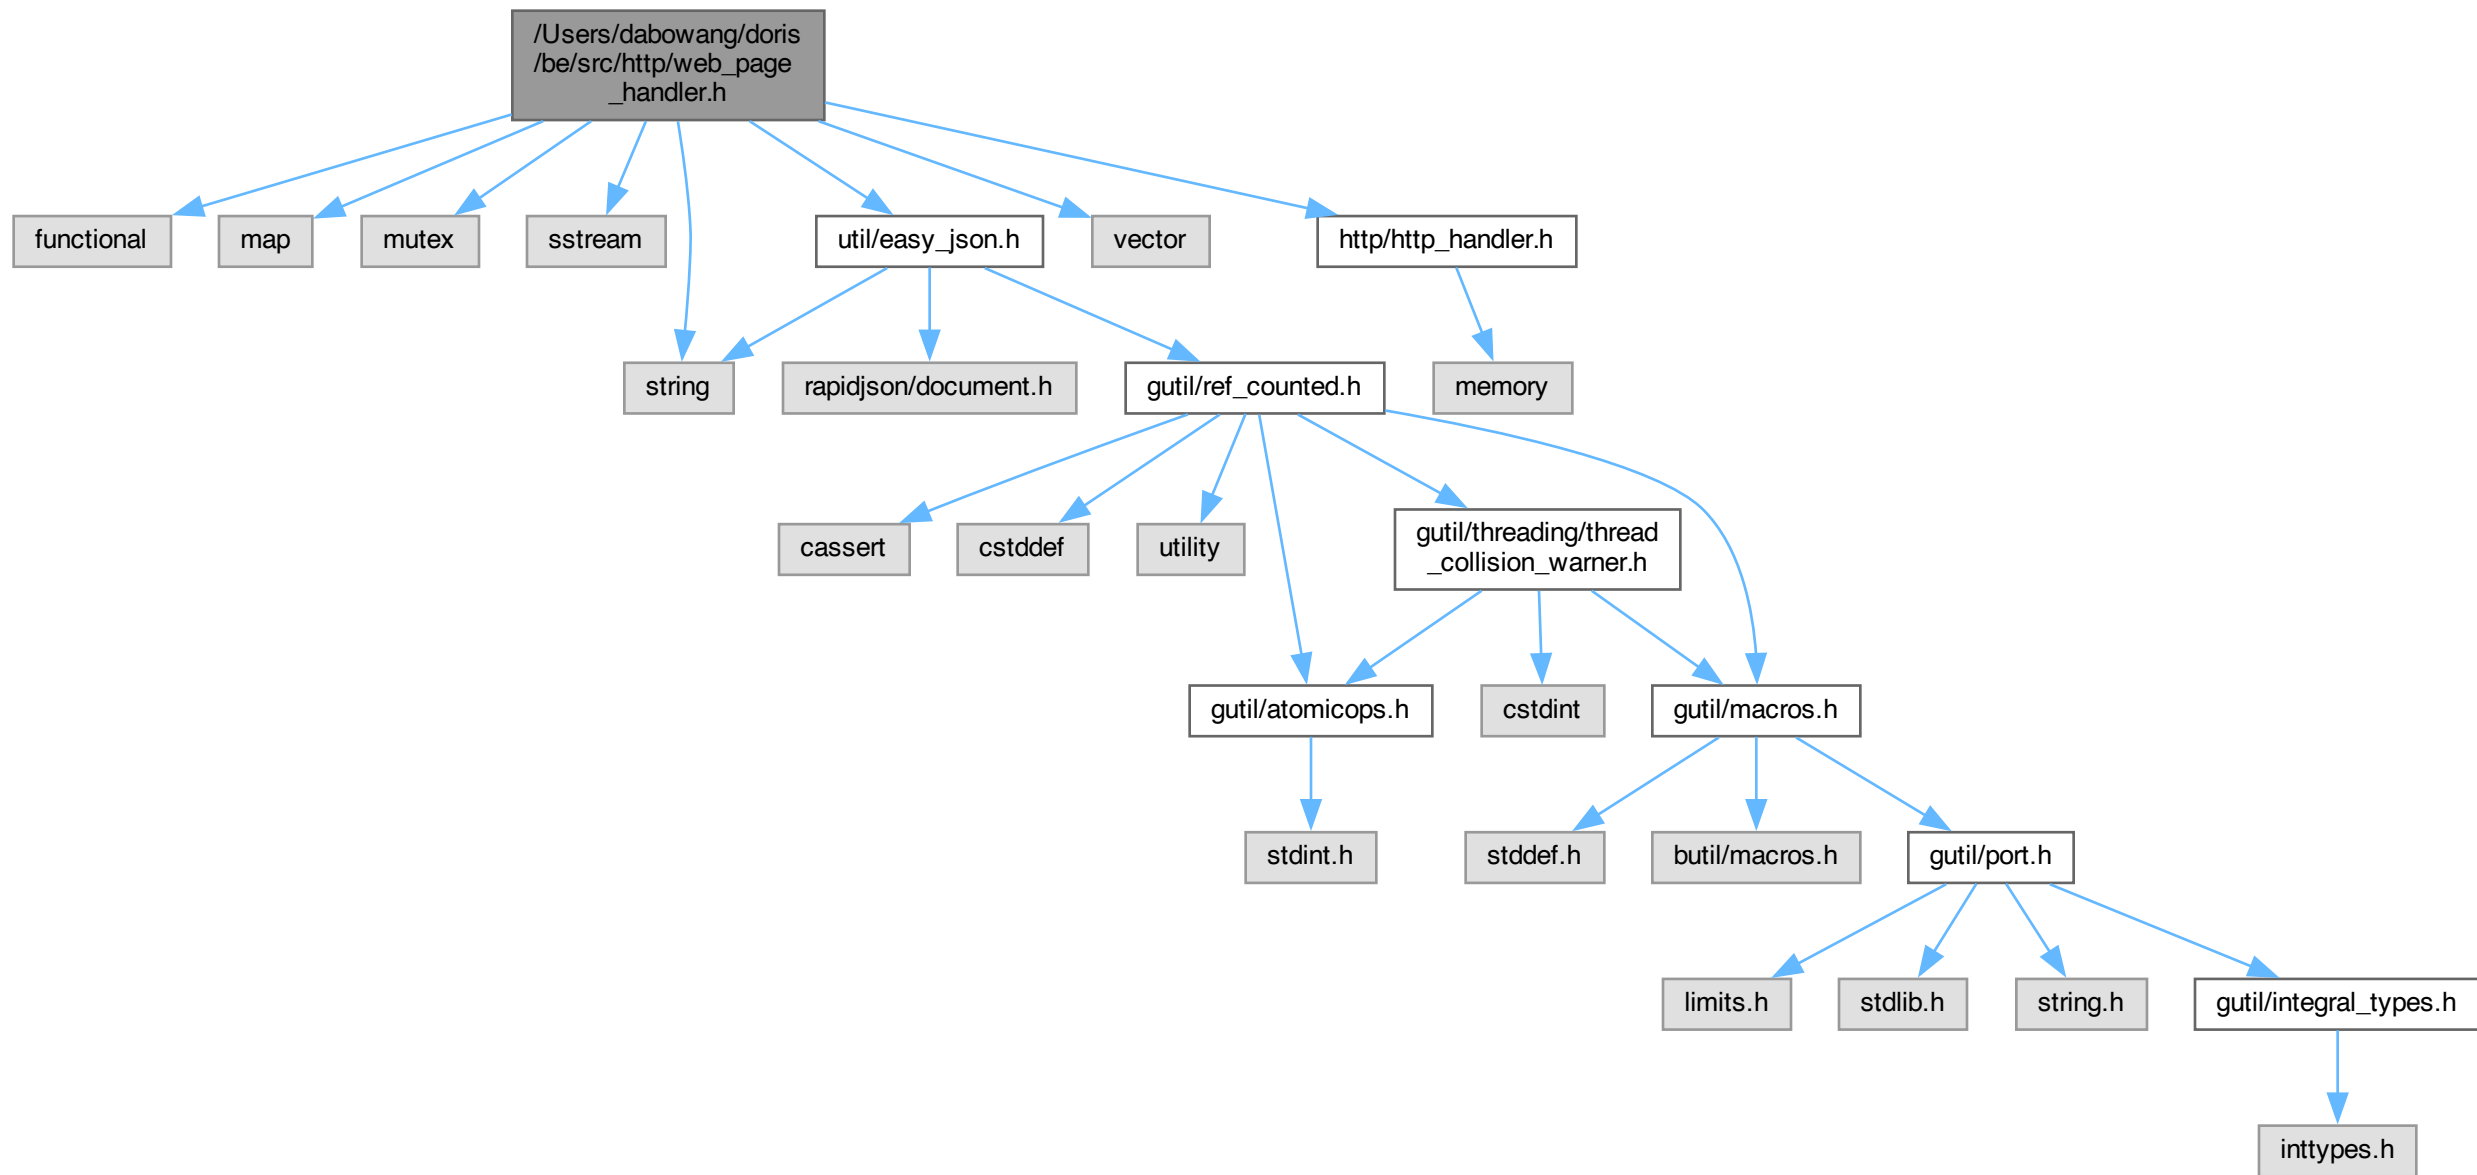 /Users/dabowang/doris
/be/src/http/web_page
_handler.h
functional
map
mutex
sstream
util/easy_json.h
vector
http/http_handler.h
string
rapidjson/document.h
gutil/ref_counted.h
memory
cassert
cstddef
utility
gutil/threading/thread
_collision_warner.h
gutil/atomicops.h
cstdint
gutil/macros.h
stdint.h
stddef.h
butil/macros.h
gutil/port.h
limits.h
stdlib.h
string.h
gutil/integral_types.h
inttypes.h